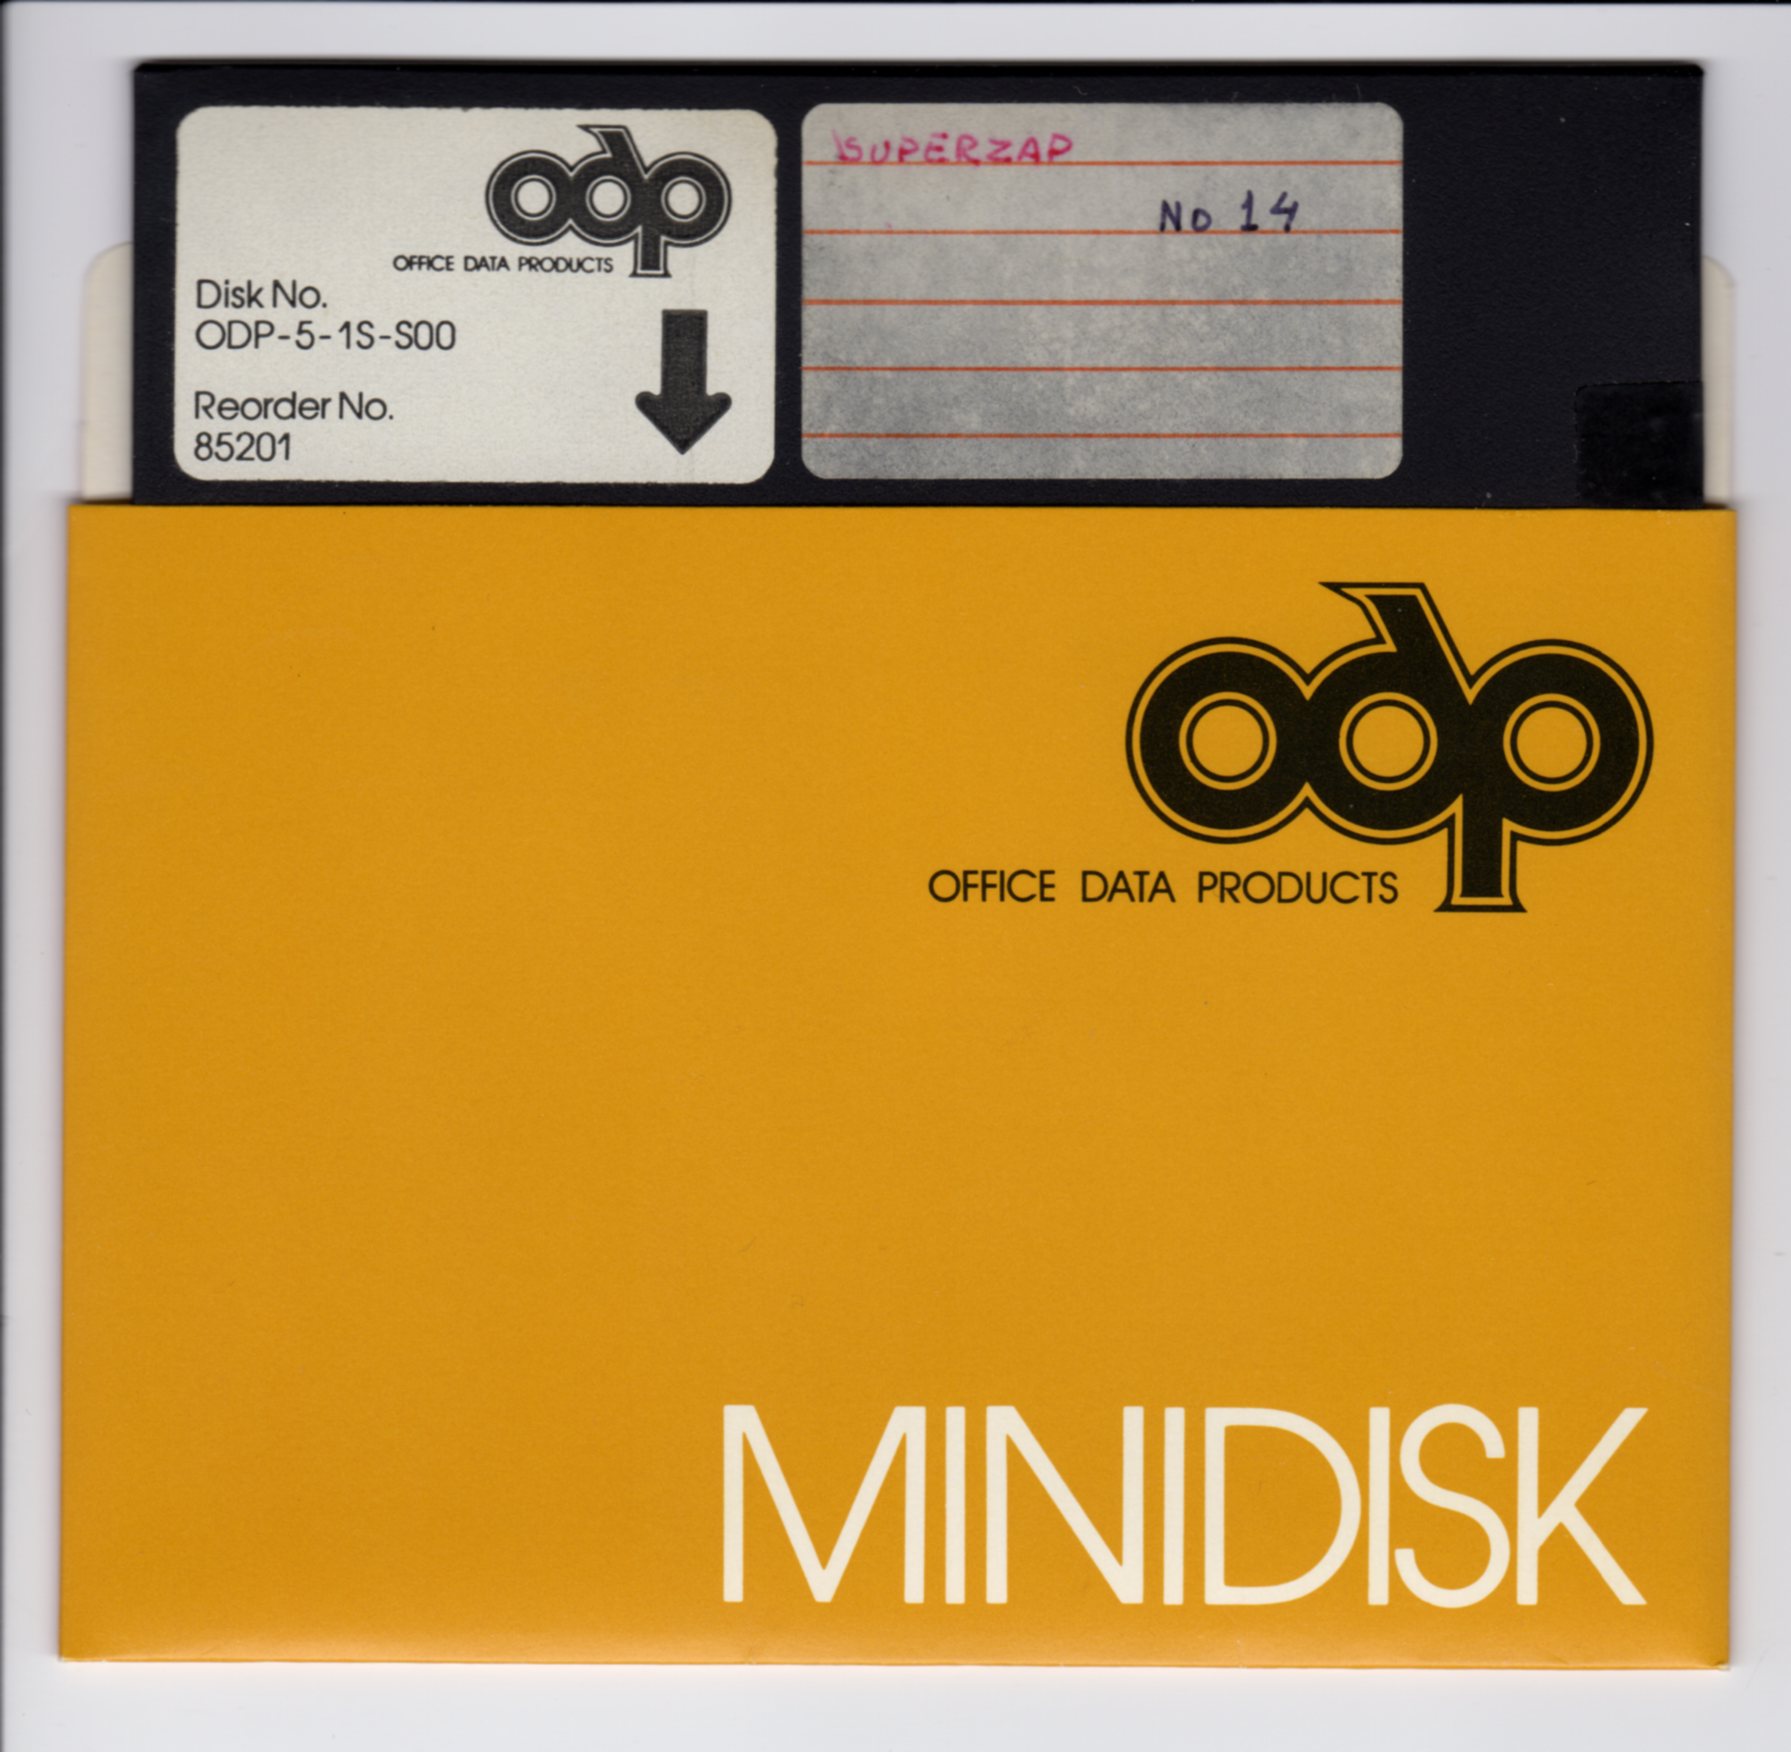 odp
OFFICE DATA PRODUCTS
Disk No.
ODP-5-1S-S00
Reorder No.
85201
SUPERZAP
No 14
odp
OFFICE DATA PRODUCTS
MINIDISK